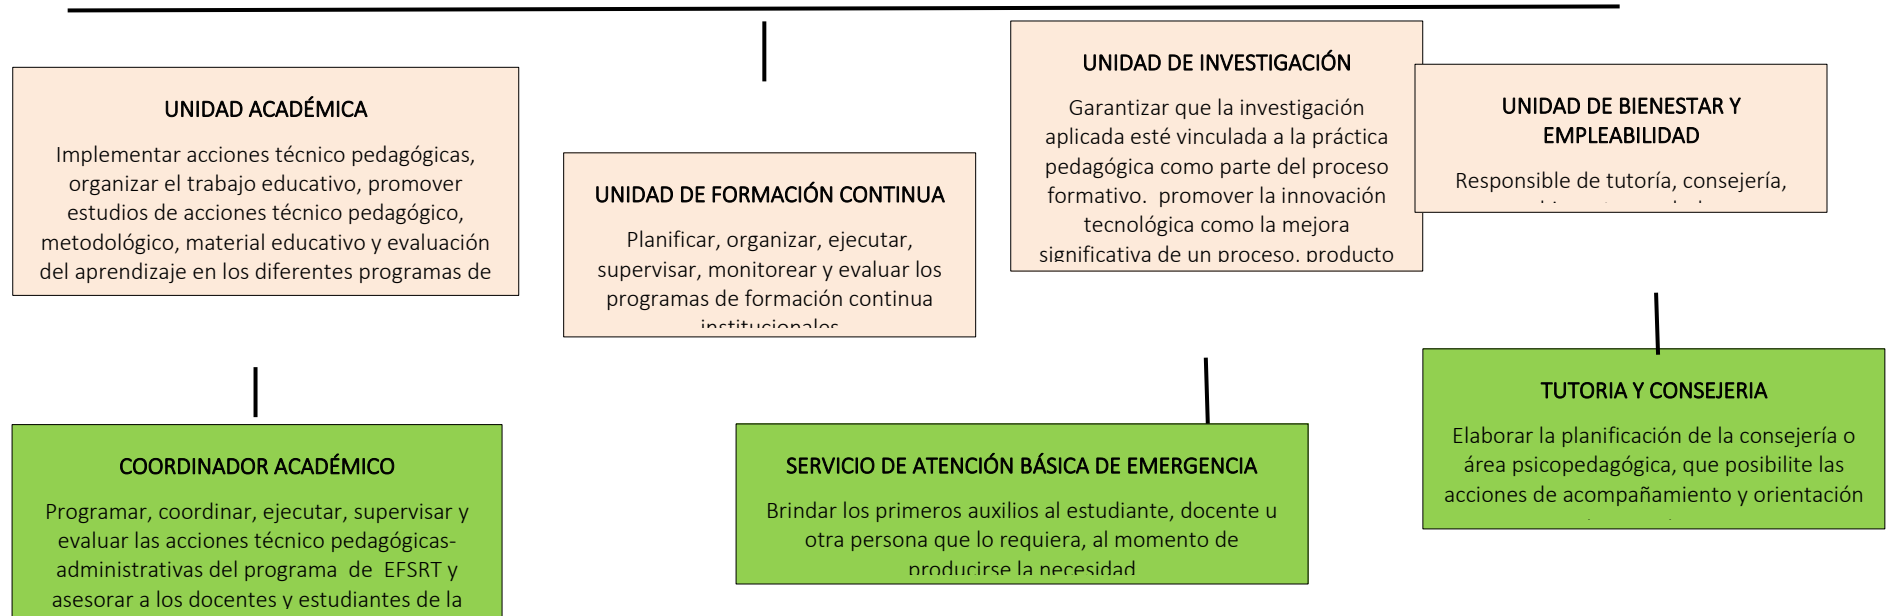 UNIDAD ACADÉMICA
Implementar acciones técnico pedagógicas,
organizar el trabajo educativo, promover
estudios de acciones técnico pedagógico,
metodológico, material educativo y evaluación
del aprendizaje en los diferentes programas de
UNIDAD DE FORMACIÓN CONTINUA
Planificar, organizar, ejecutar,
supervisar, monitorear y evaluar los
programas de formación continua
institucionales
UNIDAD DE INVESTIGACIÓN
Garantizar que la investigación
aplicada esté vinculada a la práctica
pedagógica como parte del proceso
formativo.  promover la innovación
tecnológica como la mejora
significativa de un proceso, producto
UNIDAD DE BIENESTAR Y
EMPLEABILIDAD
Responsible de tutoría, consejería,
COORDINADOR ACADÉMICO
Programar, coordinar, ejecutar, supervisar y
evaluar las acciones técnico pedagógicas-
administrativas del programa  de  EFSRT y
asesorar a los docentes y estudiantes de la
SERVICIO DE ATENCIÓN BÁSICA DE EMERGENCIA
Brindar los primeros auxilios al estudiante, docente u
otra persona que lo requiera, al momento de
producirse la necesidad
TUTORIA Y CONSEJERIA
Elaborar la planificación de la consejería o
área psicopedagógica, que posibilite las
acciones de acompañamiento y orientación